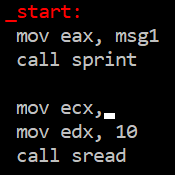 _start:
mov eax, msg1
call sprint
mov ecx,
mov edx, 10
call sread